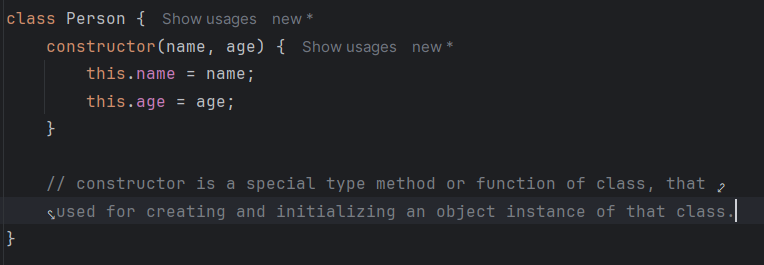 class Person {  Show usages  new *
    constructor(name, age) {  Show usages  new *
        this.name = name;
        this.age = age;
    }

    // constructor is a special type method or function of class, that
    used for creating and initializing an object instance of that class.
}